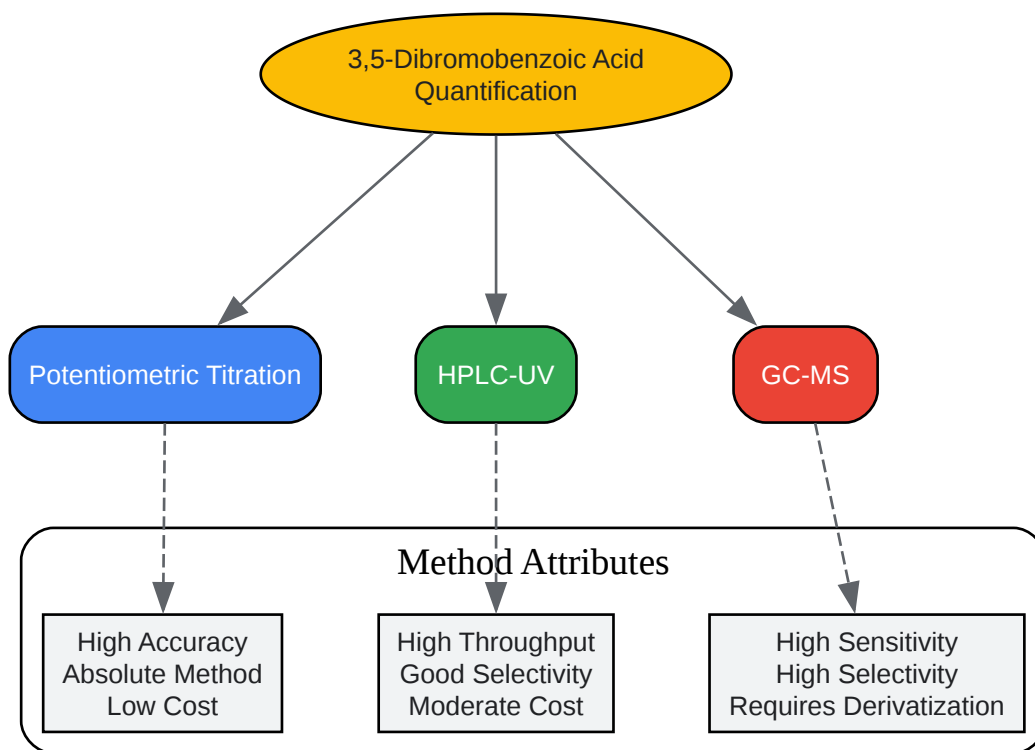 3,5-Dibromobenzoic Acid
Quantification
Potentiometric Titration
HPLC-UV
GC-MS
Method Attributes
High Accuracy
Absolute Method
Low Cost
High Throughput
Good Selectivity
Moderate Cost
High Sensitivity
High Selectivity
Requires Derivatization